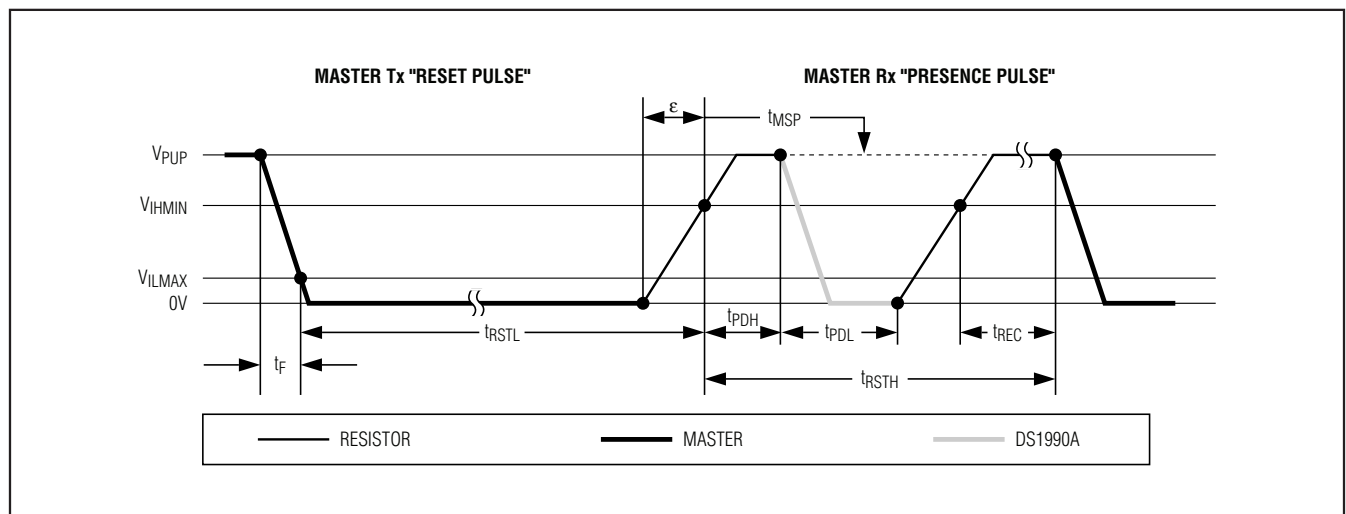 MASTER Tx "RESET PULSE"
MASTER Rx "PRESENCE PULSE"
ε
tMSP
VPUP
VIHMIN
VILMAX
0V
tRSTL
tPDH
tPDL
tREC
tF
tRSTH
RESISTOR
MASTER
DS1990A